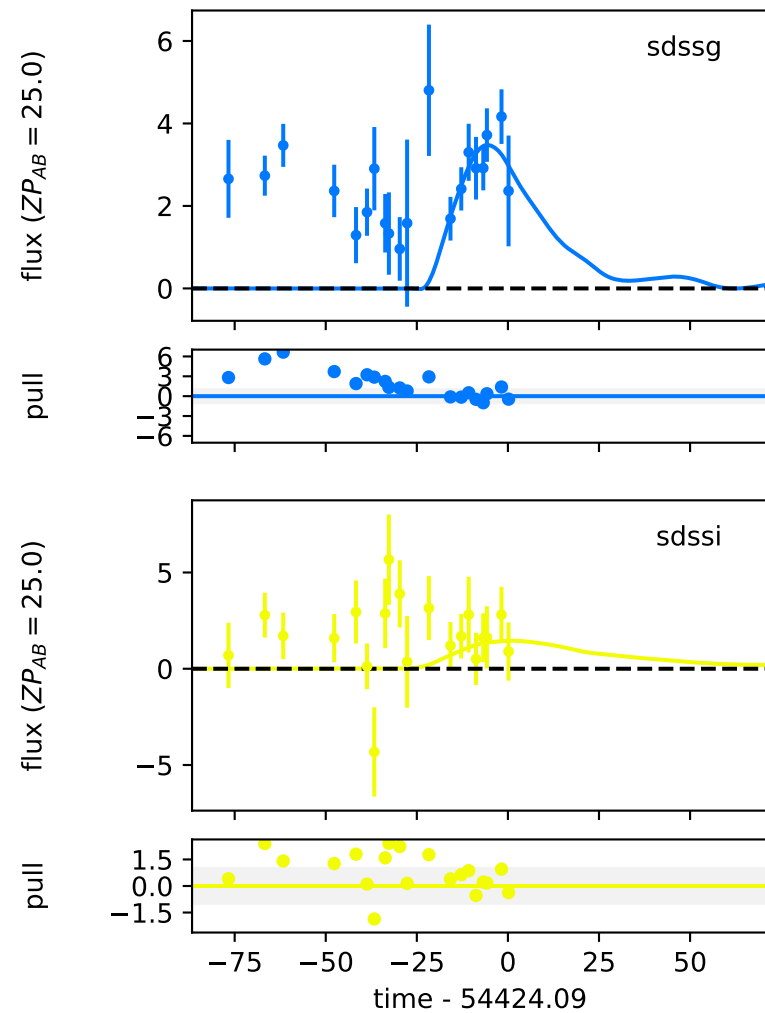 sdssg
flux (ZP_AB = 25.0)
6
4
2
0
pull
6
3
0
−3
−6
sdssi
flux (ZP_AB = 25.0)
5
0
−5
pull
1.5
0.0
−1.5
−75 −50 −25 0 25 50
time - 54424.09